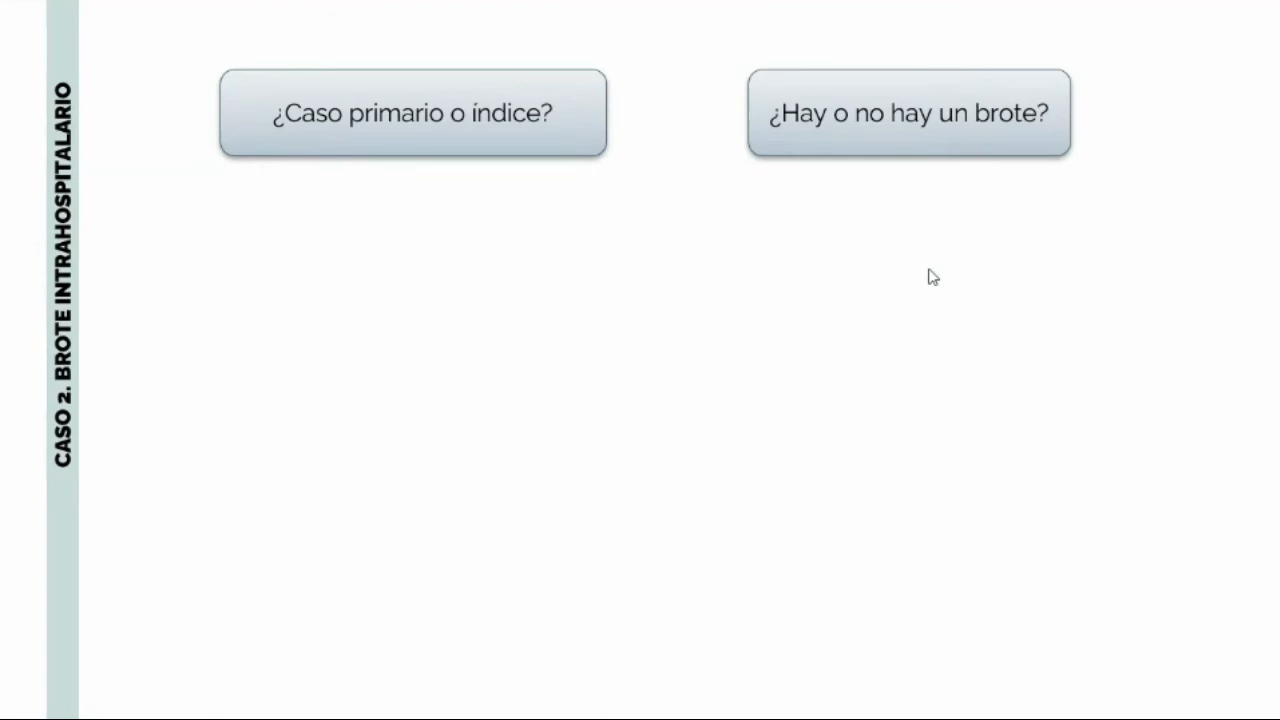 CASO 2. BROTE INTRAHOSPITALARIO
¿Caso primario o índice?
¿Hay o no hay un brote?